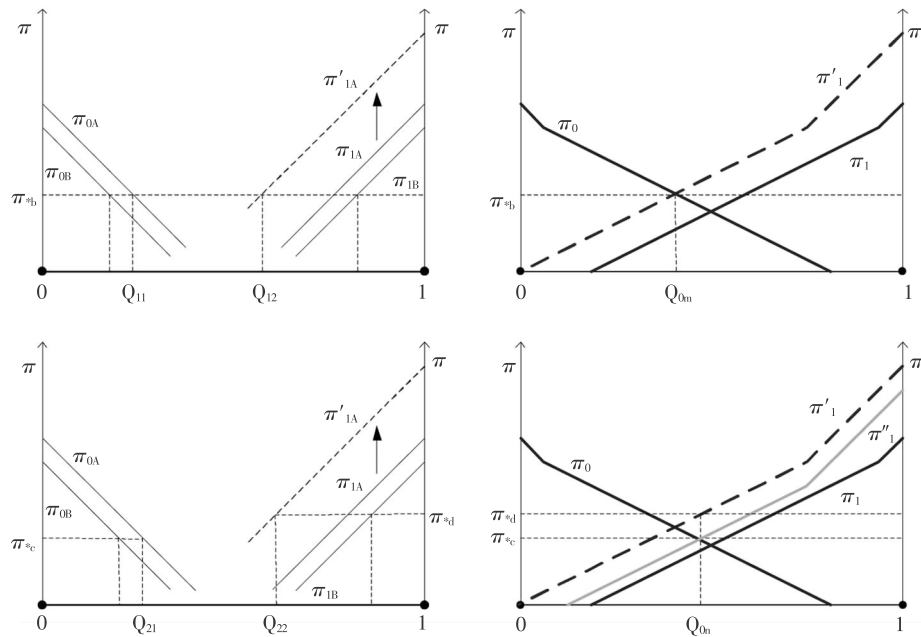 π π
π'₁A
π₀A
π₀B
π₁A
π₁B
π*b
0 Q₁₁ Q₁₂ 1
π π
π'₁
π₀
π₁
π*b
0 Q₀m 1
π π
π'₁A
π₀A
π₁A
π₀B
π*d
π*c
π₁B
0 Q₂₁ Q₂₂ 1
π π
π'₁
π''₁
π₀
π₁
π*d
π*c
0 Q₀n 1